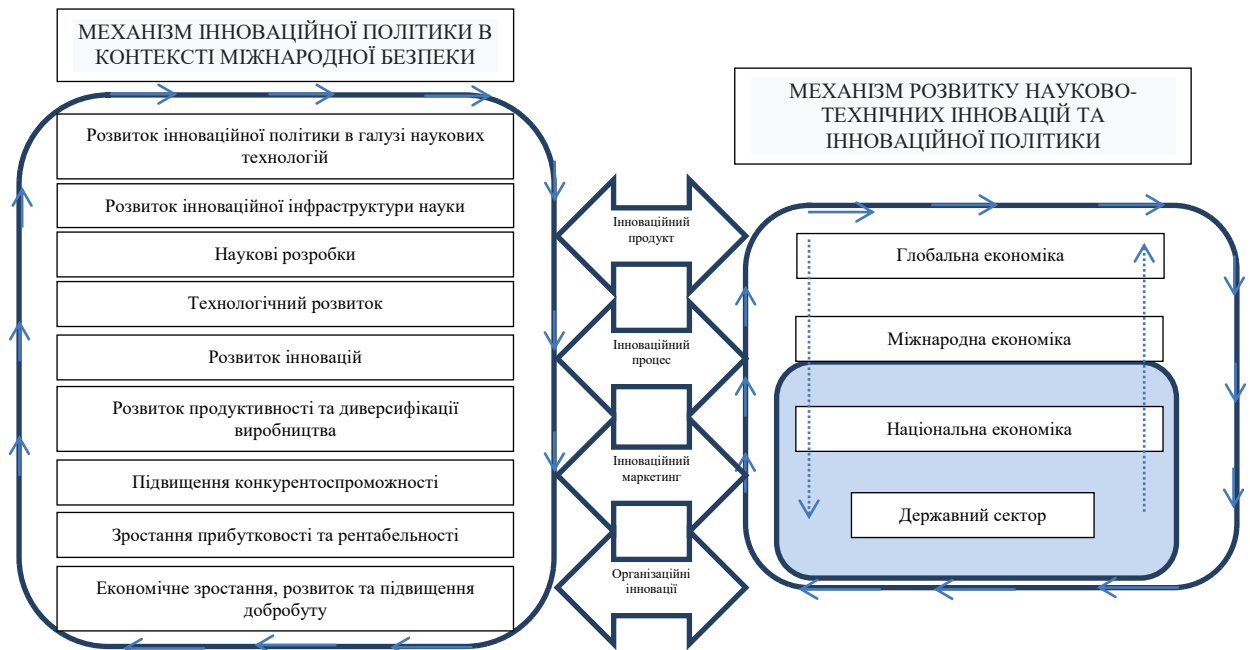 МЕХАНІЗМ ІННОВАЦІЙНОЇ ПОЛІТИКИ В
КОНТЕКСТІ МІЖНАРОДНОЇ БЕЗПЕКИ
Розвиток інноваційної політики в галузі наукових
технологій
Розвиток інноваційної інфраструктури науки
Наукові розробки
Технологічний розвиток
Розвиток інновацій
Розвиток продуктивності та диверсифікації
виробництва
Підвищення конкурентоспроможності
Зростання прибутковості та рентабельності
Економічне зростання, розвиток та підвищення
добробуту
Інноваційний
продукт
Інноваційний
процес
Інноваційний
маркетинг
Організаційні
інновації
МЕХАНІЗМ РОЗВИТКУ НАУКОВО-
ТЕХНІЧНИХ ІННОВАЦІЙ ТА
ІННОВАЦІЙНОЇ ПОЛІТИКИ
Глобальна економіка
Міжнародна економіка
Національна економіка
Державний сектор